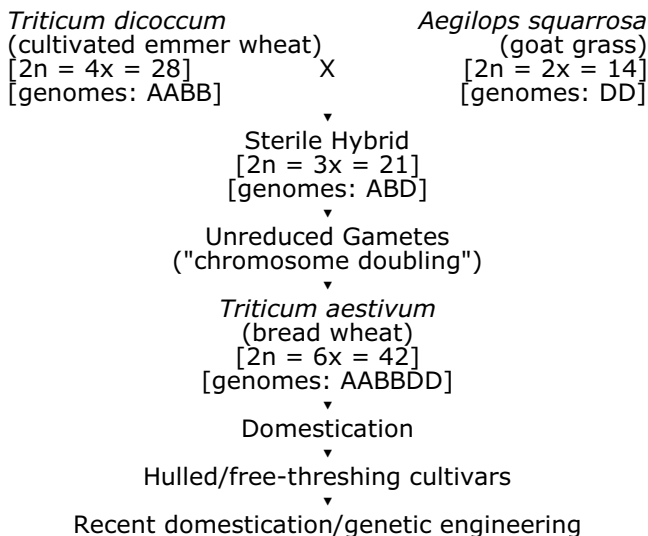 Triticum dicoccum Aegilops squarrosa
(cultivated emmer wheat) (goat grass)
[2n = 4x = 28] X [2n = 2x = 14]
[genomes: AABB] [genomes: DD]
Sterile Hybrid
[2n = 3x = 21]
[genomes: ABD]
Unreduced Gametes
("chromosome doubling")
Triticum aestivum
(bread wheat)
[2n = 6x = 42]
[genomes: AABBDD]
Domestication
Hulled/free-threshing cultivars
Recent domestication/genetic engineering